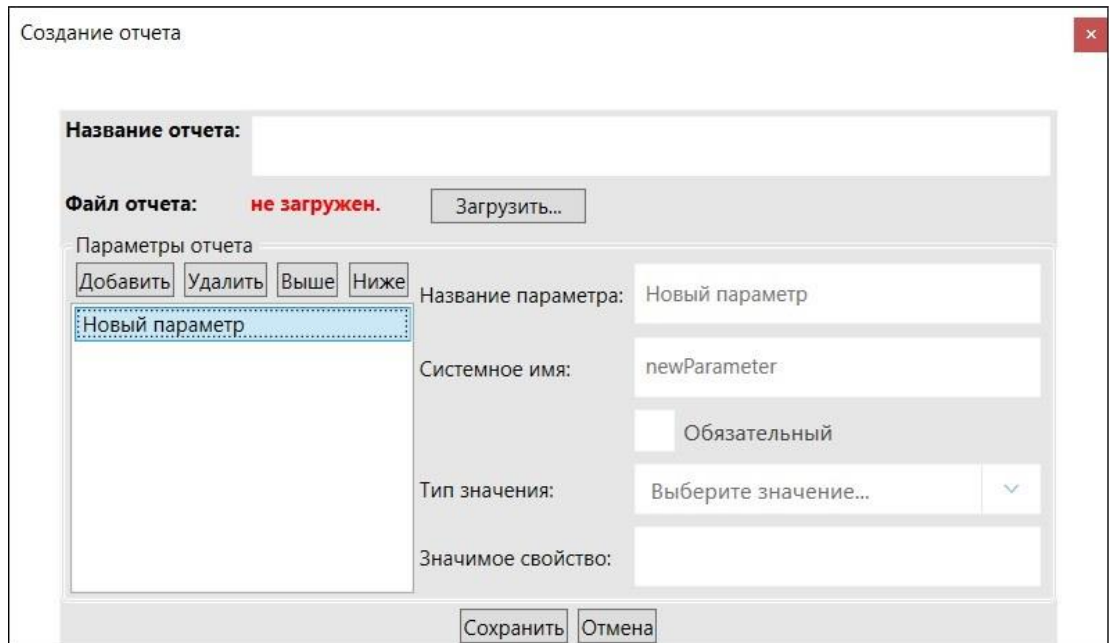 Создание отчета
Название отчета:
Файл отчета: не загружен. Загрузить...
Параметры отчета
Добавить Удалить Выше Ниже
Новый параметр
Название параметра: Новый параметр
Системное имя: newParameter
Обязательный
Тип значения: Выберите значение...
Значимое свойство:
Сохранить Отмена